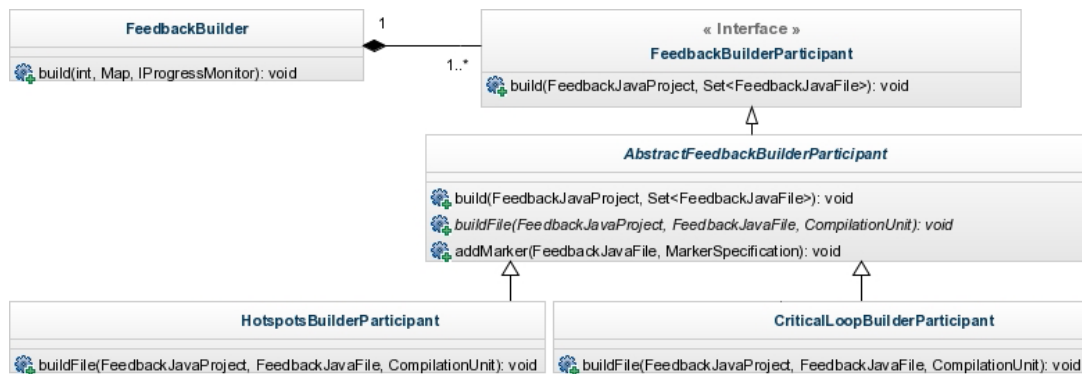 FeedbackBuilder
build(int, Map, IProgressMonitor): void
1
1..*
« Interface »
FeedbackBuilderParticipant
build(FeedbackJavaProject, Set<FeedbackJavaFile>): void
AbstractFeedbackBuilderParticipant
build(FeedbackJavaProject, Set<FeedbackJavaFile>): void
buildFile(FeedbackJavaProject, FeedbackJavaFile, CompilationUnit): void
addMarker(FeedbackJavaFile, MarkerSpecification): void
HotspotsBuilderParticipant
buildFile(FeedbackJavaProject, FeedbackJavaFile, CompilationUnit): void
CriticalLoopBuilderParticipant
buildFile(FeedbackJavaProject, FeedbackJavaFile, CompilationUnit): void